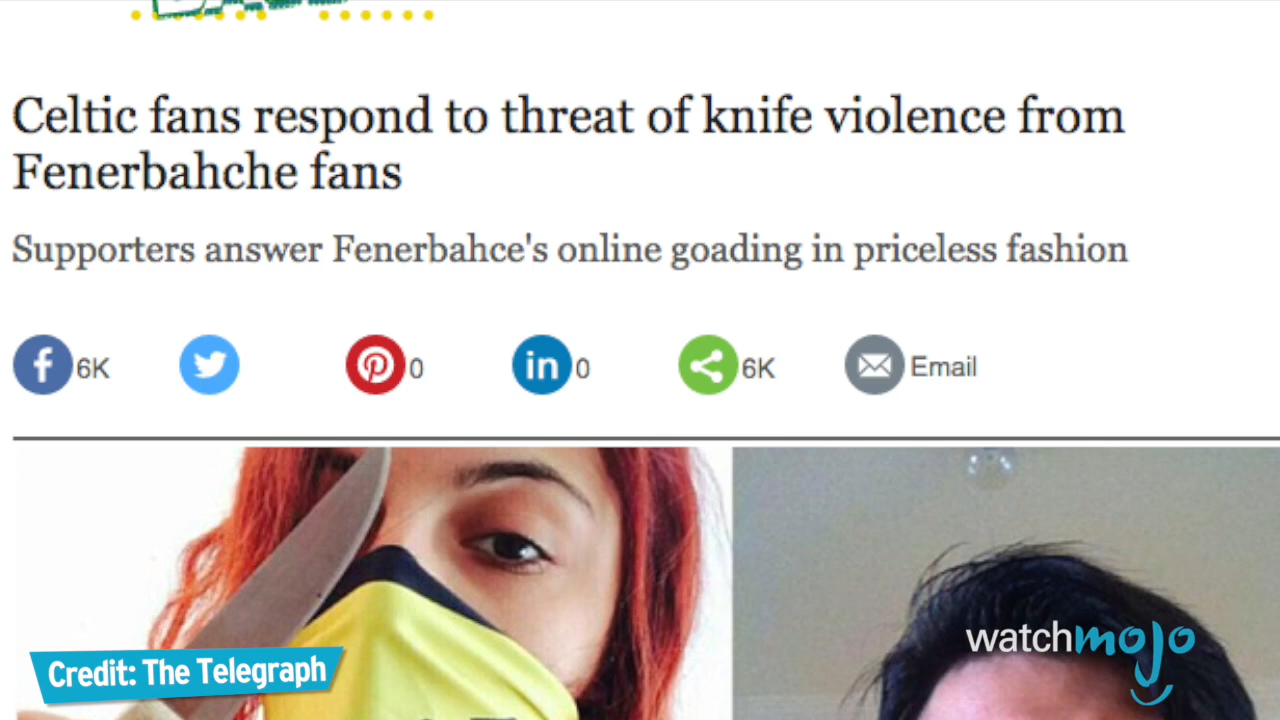 Celtic fans respond to threat of knife violence from
Fenerbahche fans
Supporters answer Fenerbahce's online goading in priceless fashion
6K
0
0
6K
Email
watchmojo
Credit: The Telegraph